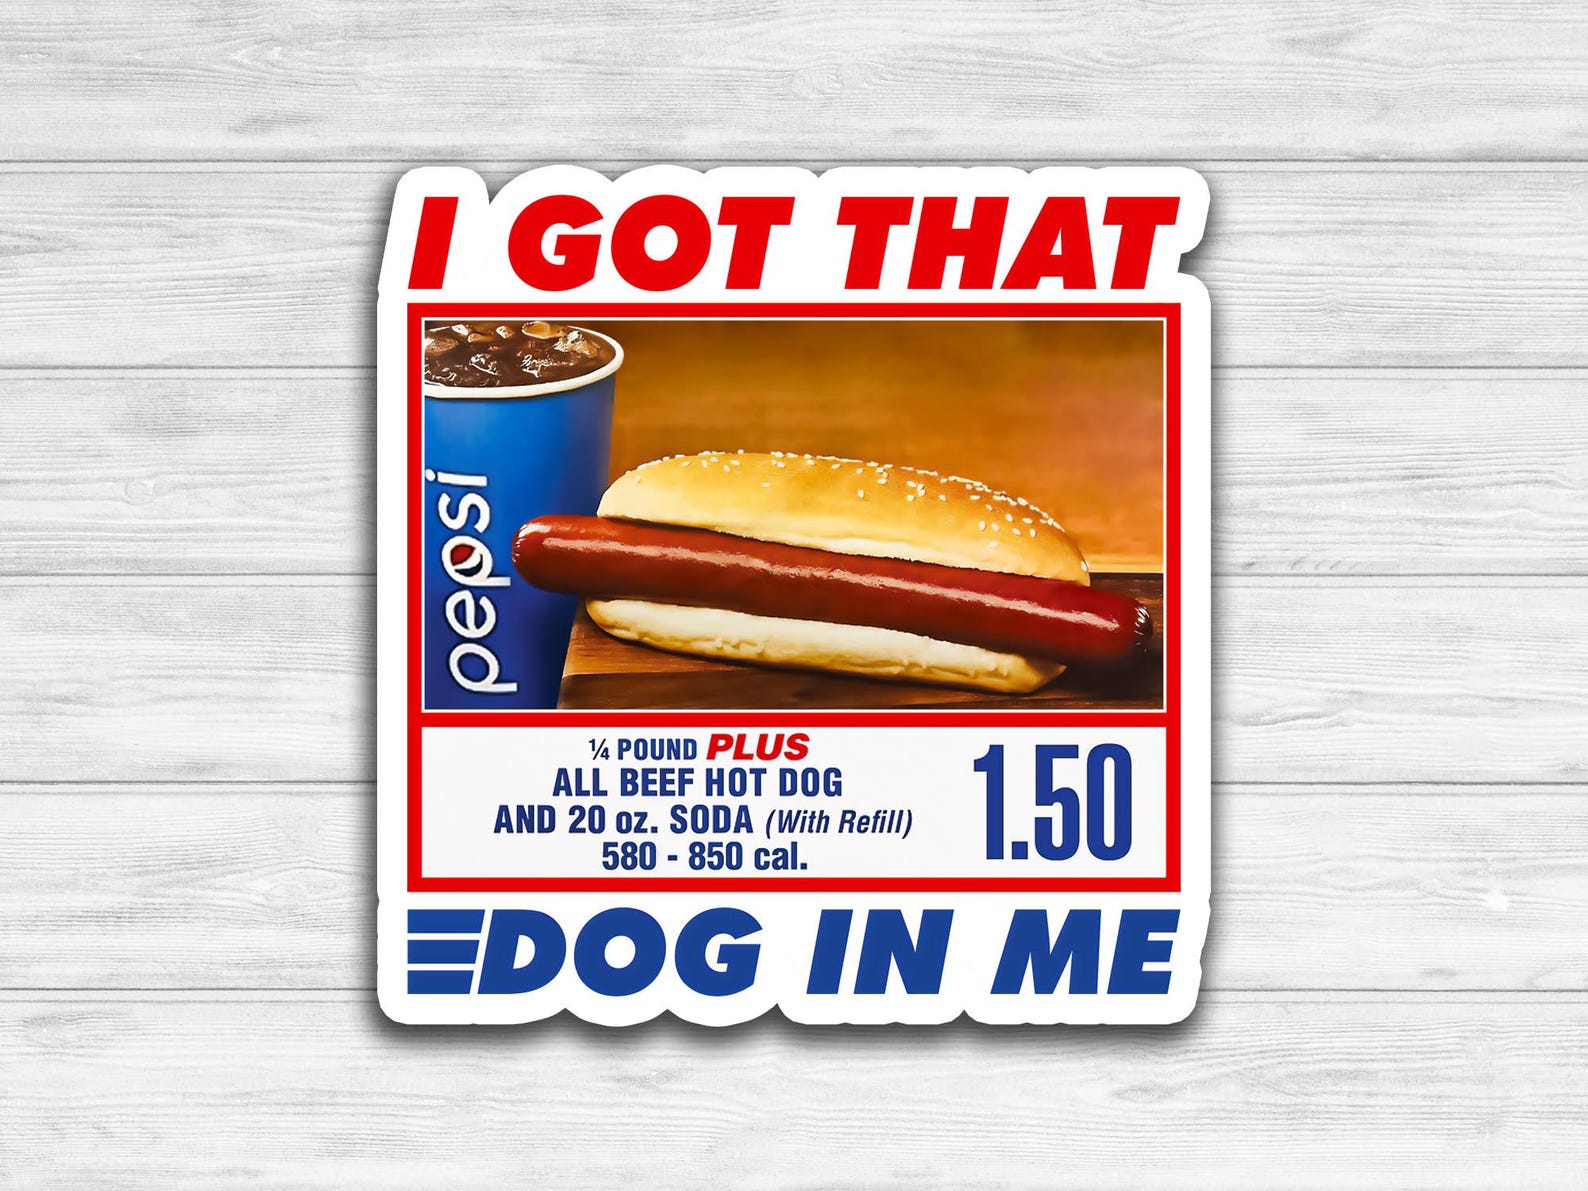 I GOT THAT
pepsi
¼ POUND PLUS
ALL BEEF HOT DOG
AND 20 oz. SODA (With Refill)
580 - 850 cal.
1.50
DOG IN ME